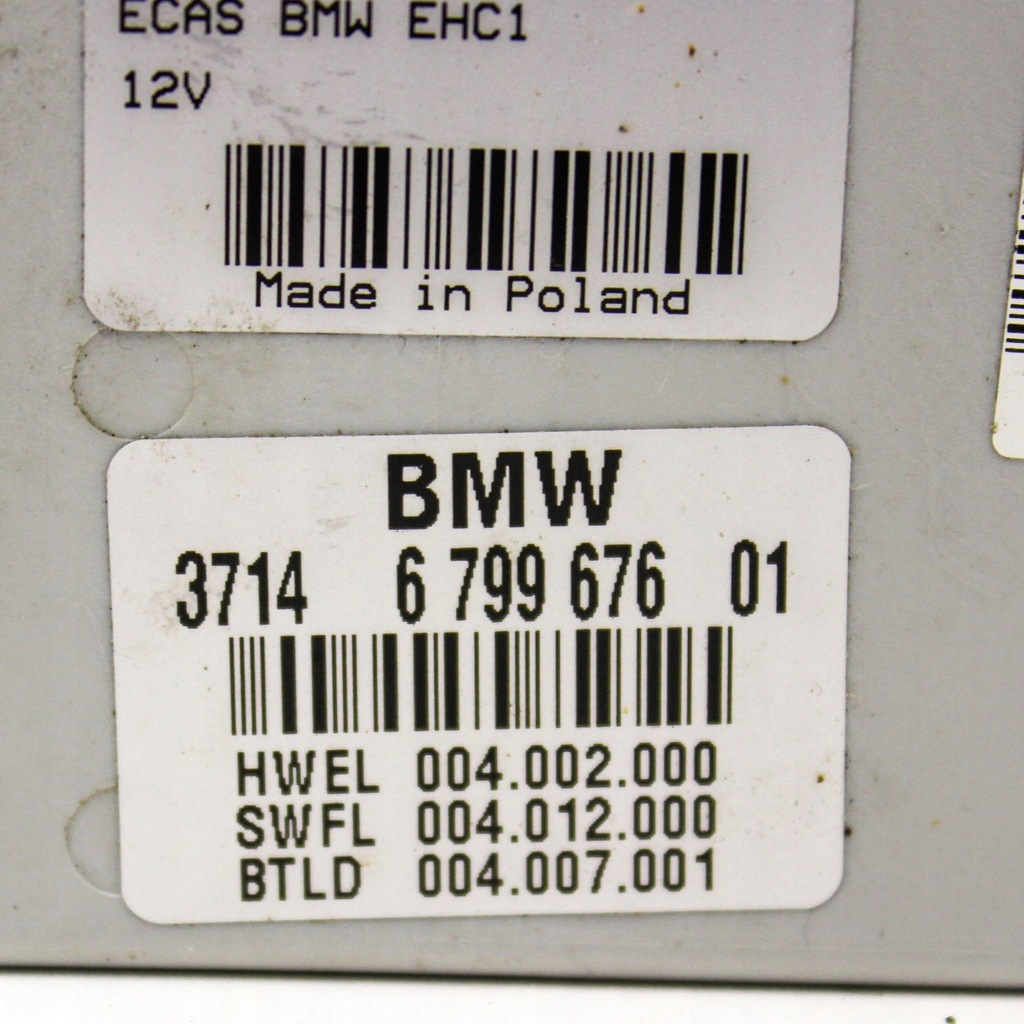 ECAS BMW EHC1
12V
Made in Poland
BMW
3714 6 799 676 01
HWEL 004.002.000
SWFL 004.012.000
BTLD 004.007.001